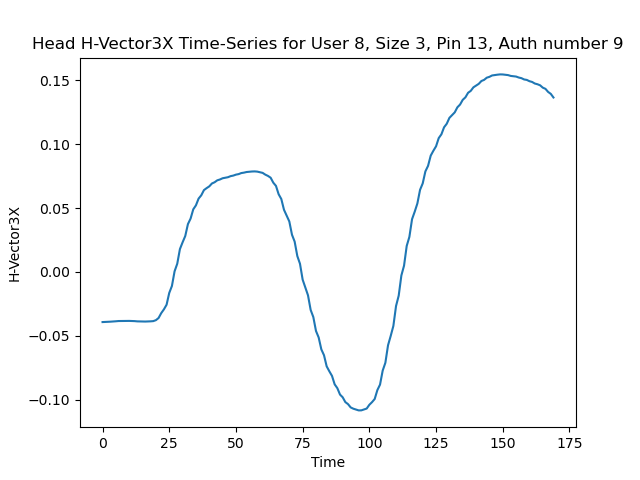 Head H-Vector3X Time-Series for User 8, Size 3, Pin 13, Auth number 9
H-Vector3X
0.15
0.10
0.05
0.00
−0.05
−0.10
0 25 50 75 100 125 150 175
Time